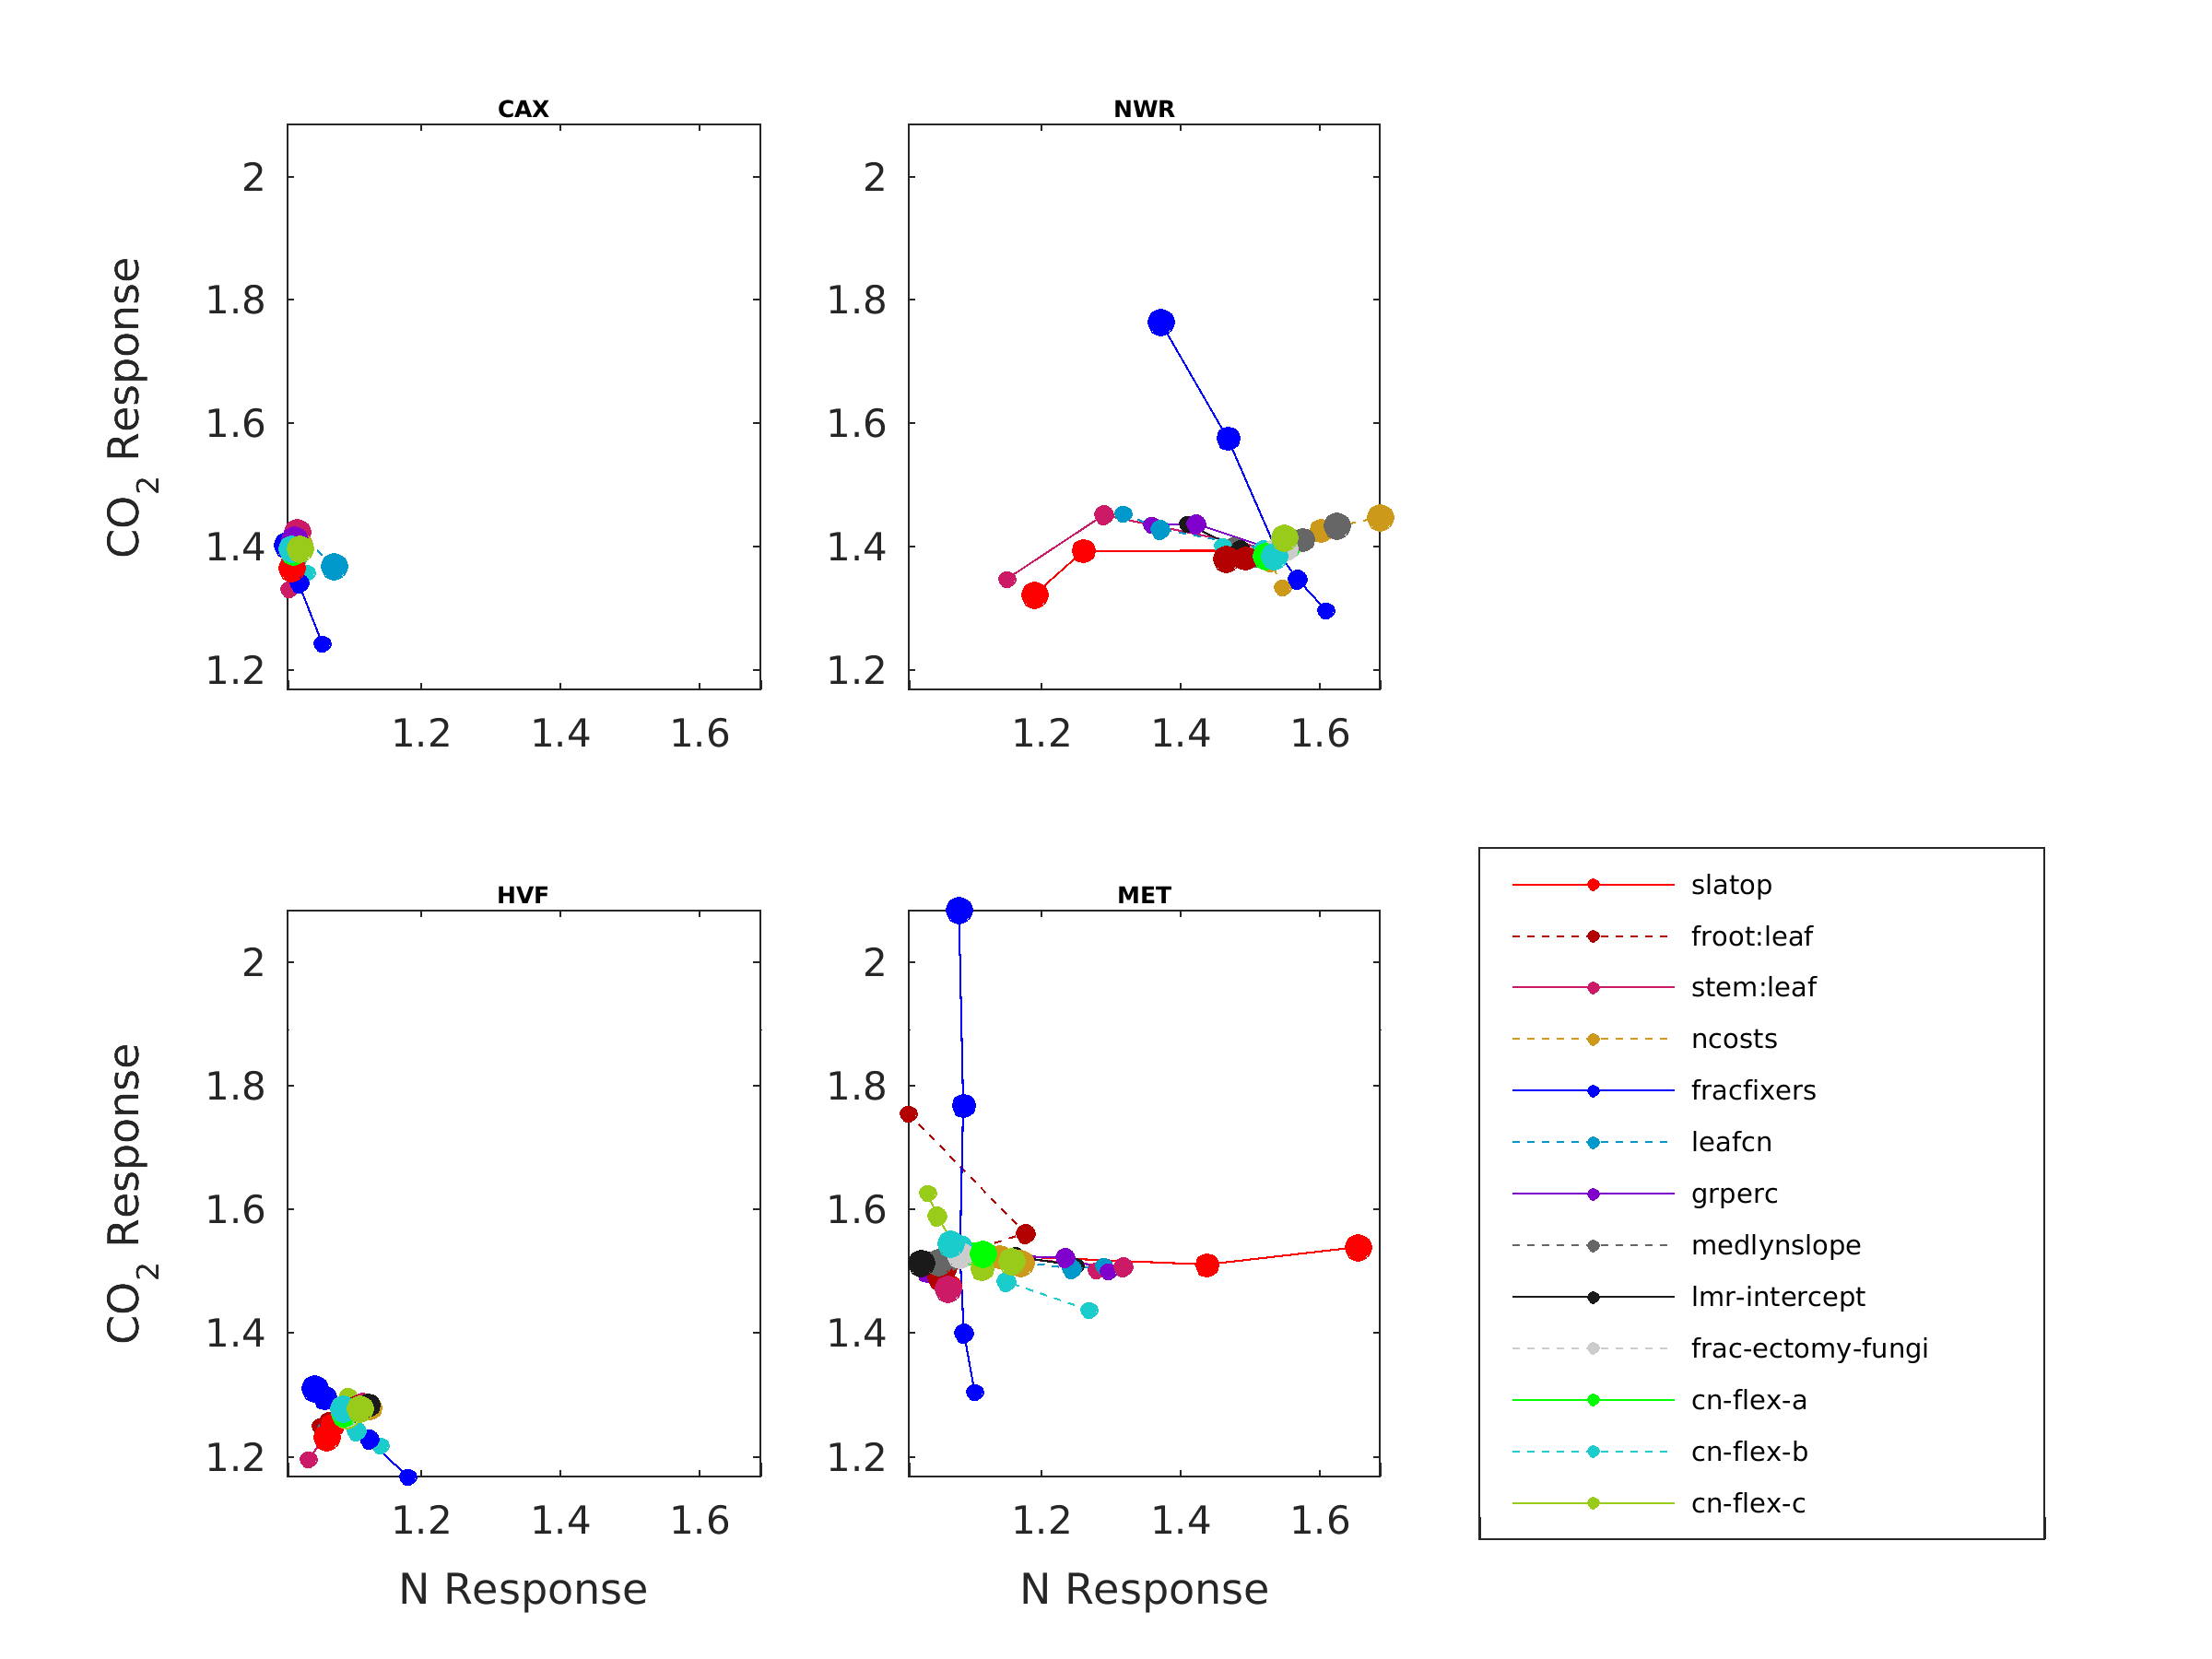 CAX
NWR
2
1.8
1.6
1.4
1.2
2
1.8
1.6
1.4
1.2
CO2 Response
1.2 1.4 1.6
1.2 1.4 1.6
HVF
MET
2
1.8
1.6
1.4
1.2
2
1.8
1.6
1.4
1.2
CO2 Response
1.2 1.4 1.6
1.2 1.4 1.6
N Response
N Response
slatop
froot:leaf
stem:leaf
ncosts
fracfixers
leafcn
grperc
medlynslope
lmr-intercept
frac-ectomy-fungi
cn-flex-a
cn-flex-b
cn-flex-c